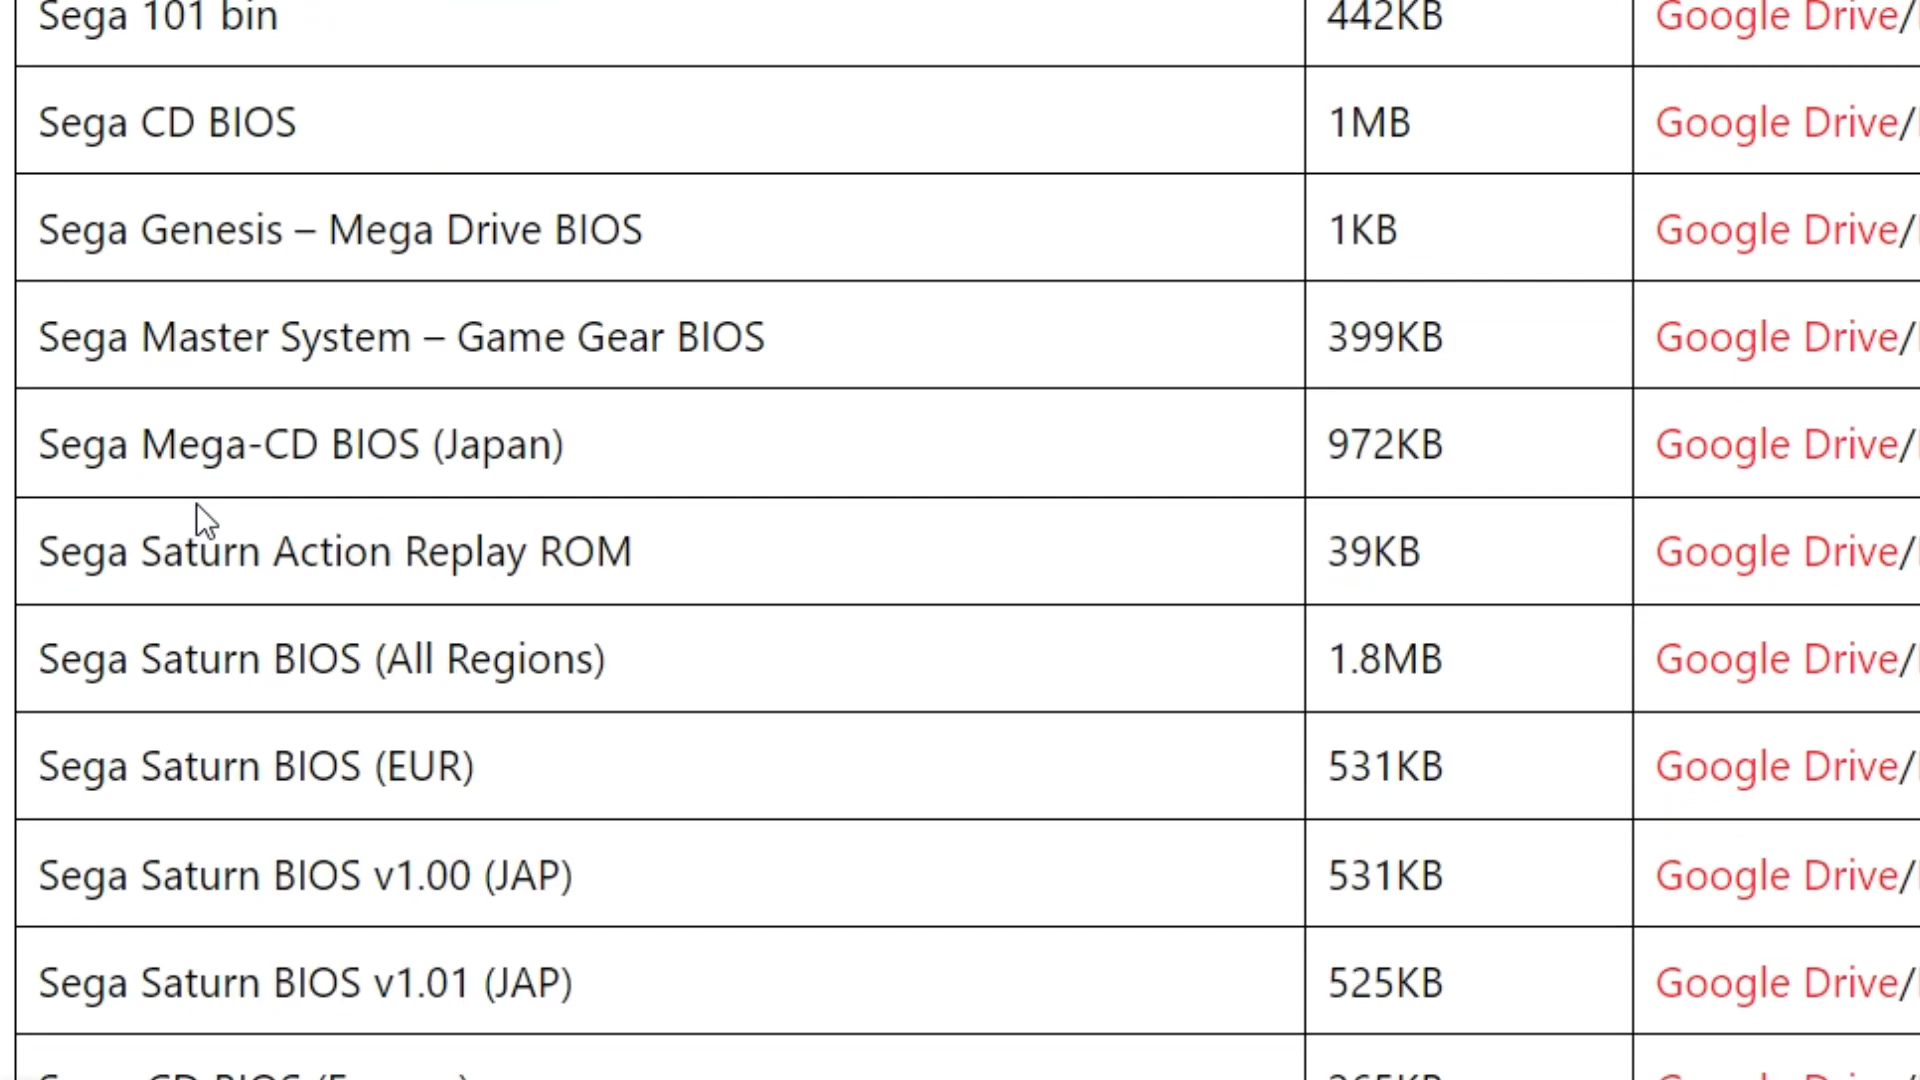 Sega 101 bin 442KB Google Drive/
Sega CD BIOS 1MB Google Drive/
Sega Genesis – Mega Drive BIOS 1KB Google Drive/
Sega Master System – Game Gear BIOS 399KB Google Drive/
Sega Mega-CD BIOS (Japan) 972KB Google Drive/
Sega Saturn Action Replay ROM 39KB Google Drive/
Sega Saturn BIOS (All Regions) 1.8MB Google Drive/
Sega Saturn BIOS (EUR) 531KB Google Drive/
Sega Saturn BIOS v1.00 (JAP) 531KB Google Drive/
Sega Saturn BIOS v1.01 (JAP) 525KB Google Drive/